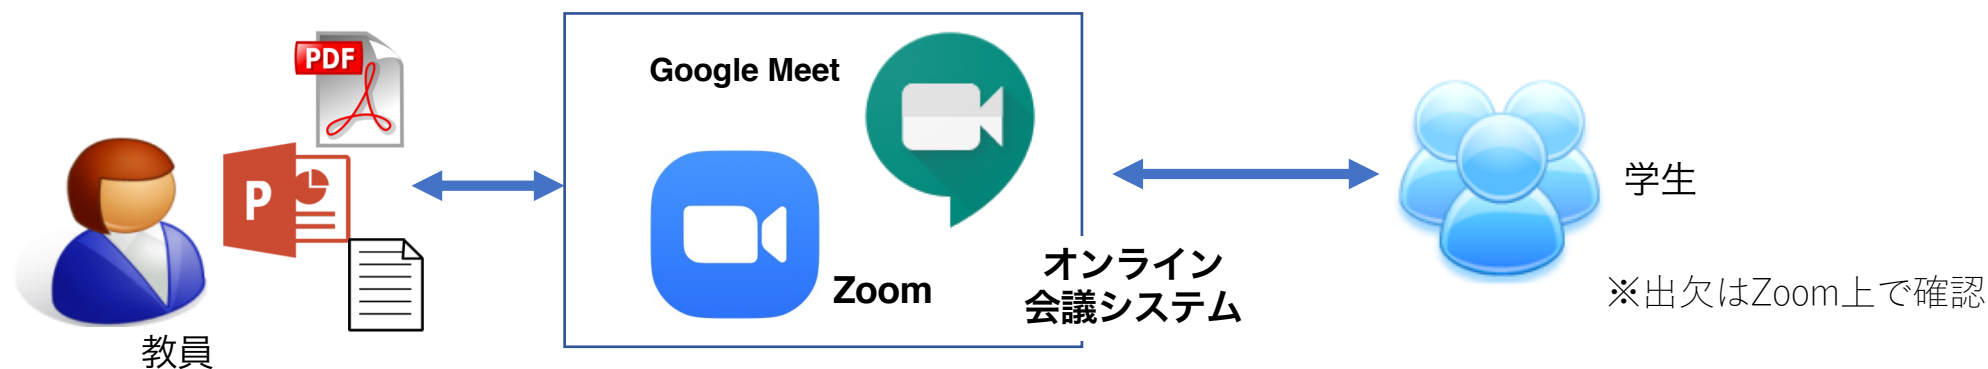 PDF
P
教員
Google Meet
Zoom
オンライン
会議システム
学生
※出欠はZoom上で確認